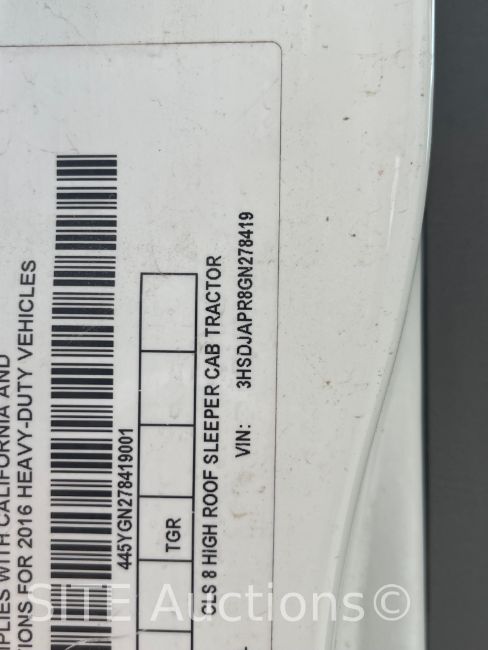 PLIES WITH CALIFORNIA AND
TIONS FOR 2016 HEAVY-DUTY VEHICLES
445YGN278419001
TGR
CLS 8 HIGH ROOF SLEEPER CAB TRACTOR
VIN: 3HSDJAPR8GN278419
SITE Auctions©